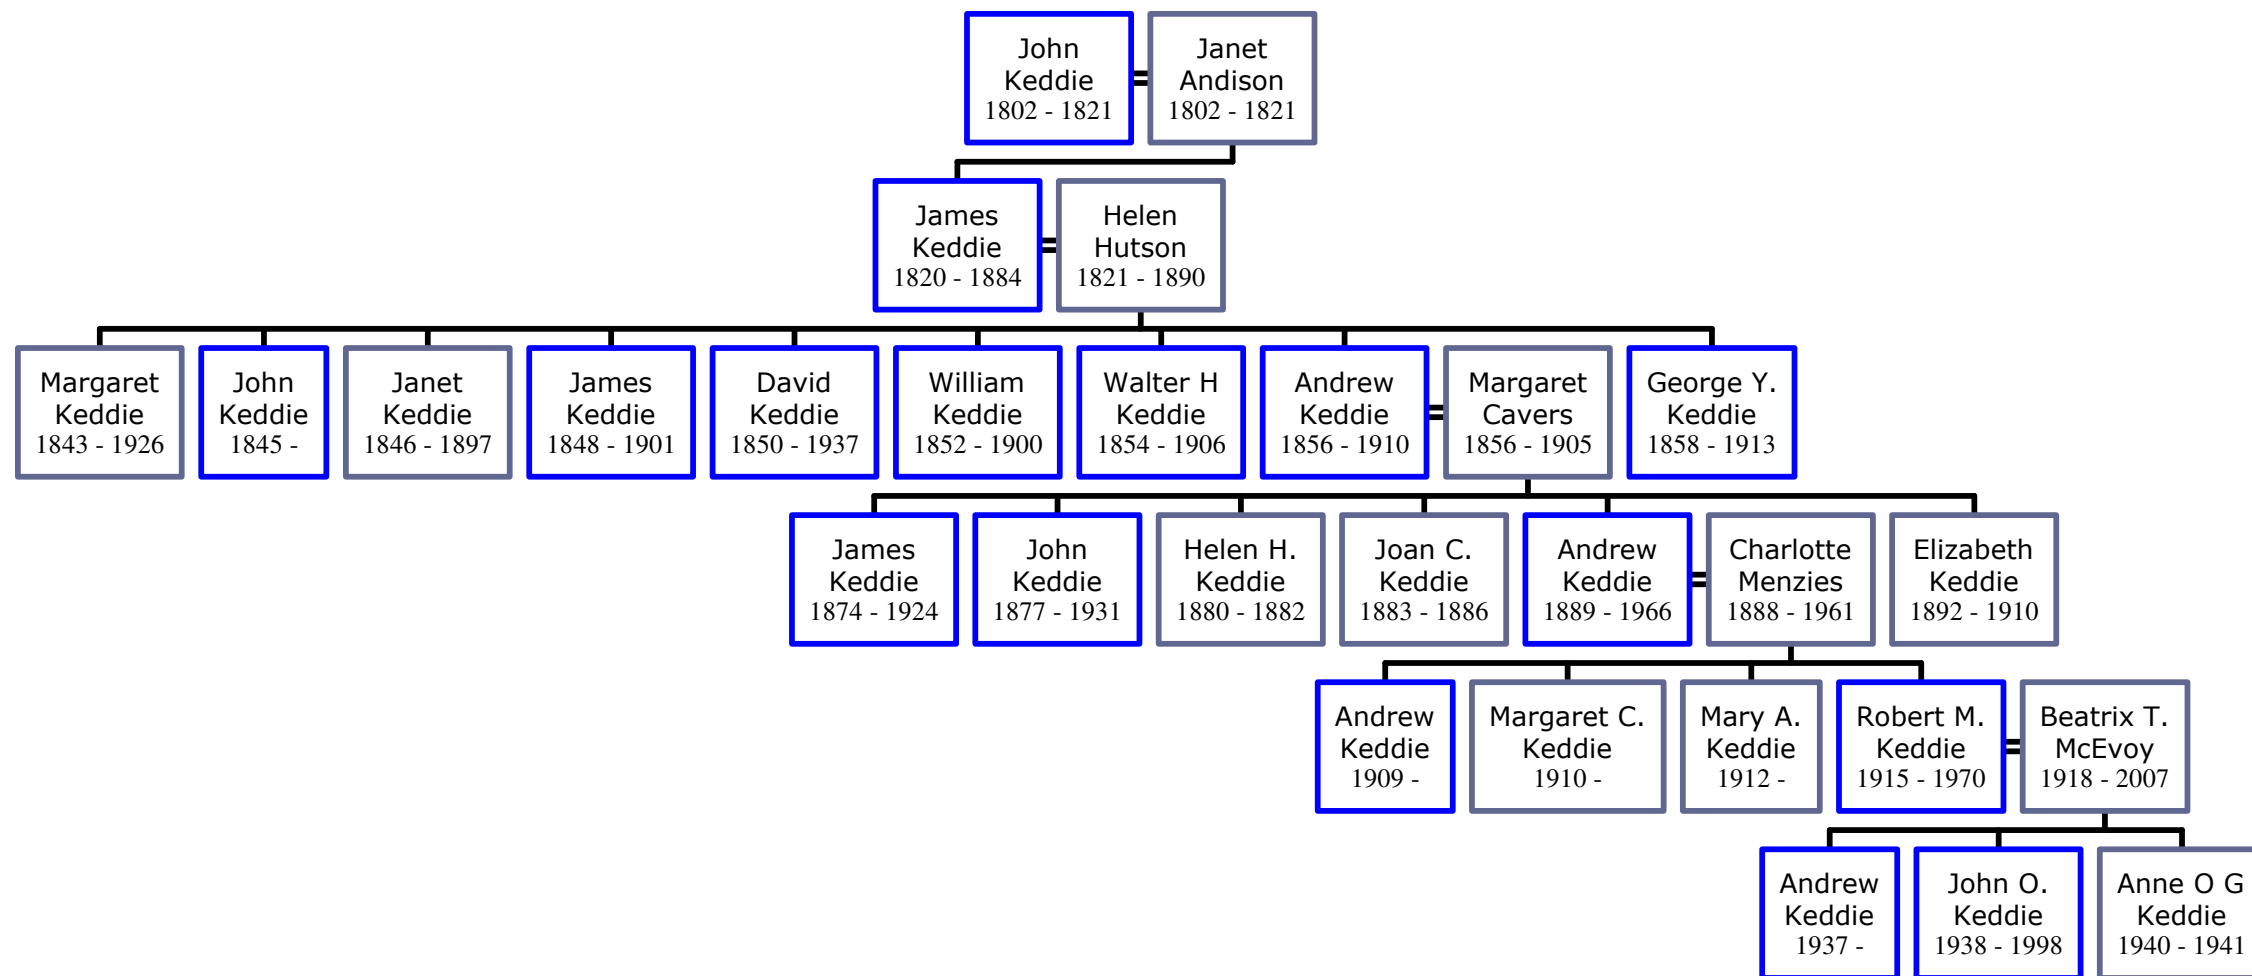 John
Keddie
1802 - 1821
Janet
Andison
1802 - 1821
James
Keddie
1820 - 1884
Helen
Hutson
1821 - 1890
Margaret
Keddie
1843 - 1926
John
Keddie
1845 -
Janet
Keddie
1846 - 1897
James
Keddie
1848 - 1901
David
Keddie
1850 - 1937
William
Keddie
1852 - 1900
Walter H
Keddie
1854 - 1906
Andrew
Keddie
1856 - 1910
Margaret
Cavers
1856 - 1905
George Y.
Keddie
1858 - 1913
James
Keddie
1874 - 1924
John
Keddie
1877 - 1931
Helen H.
Keddie
1880 - 1882
Joan C.
Keddie
1883 - 1886
Andrew
Keddie
1889 - 1966
Charlotte
Menzies
1888 - 1961
Elizabeth
Keddie
1892 - 1910
Andrew
Keddie
1909 -
Margaret C.
Keddie
1910 -
Mary A.
Keddie
1912 -
Robert M.
Keddie
1915 - 1970
Beatrix T.
McEvoy
1918 - 2007
Andrew
Keddie
1937 -
John O.
Keddie
1938 - 1998
Anne O G
Keddie
1940 - 1941